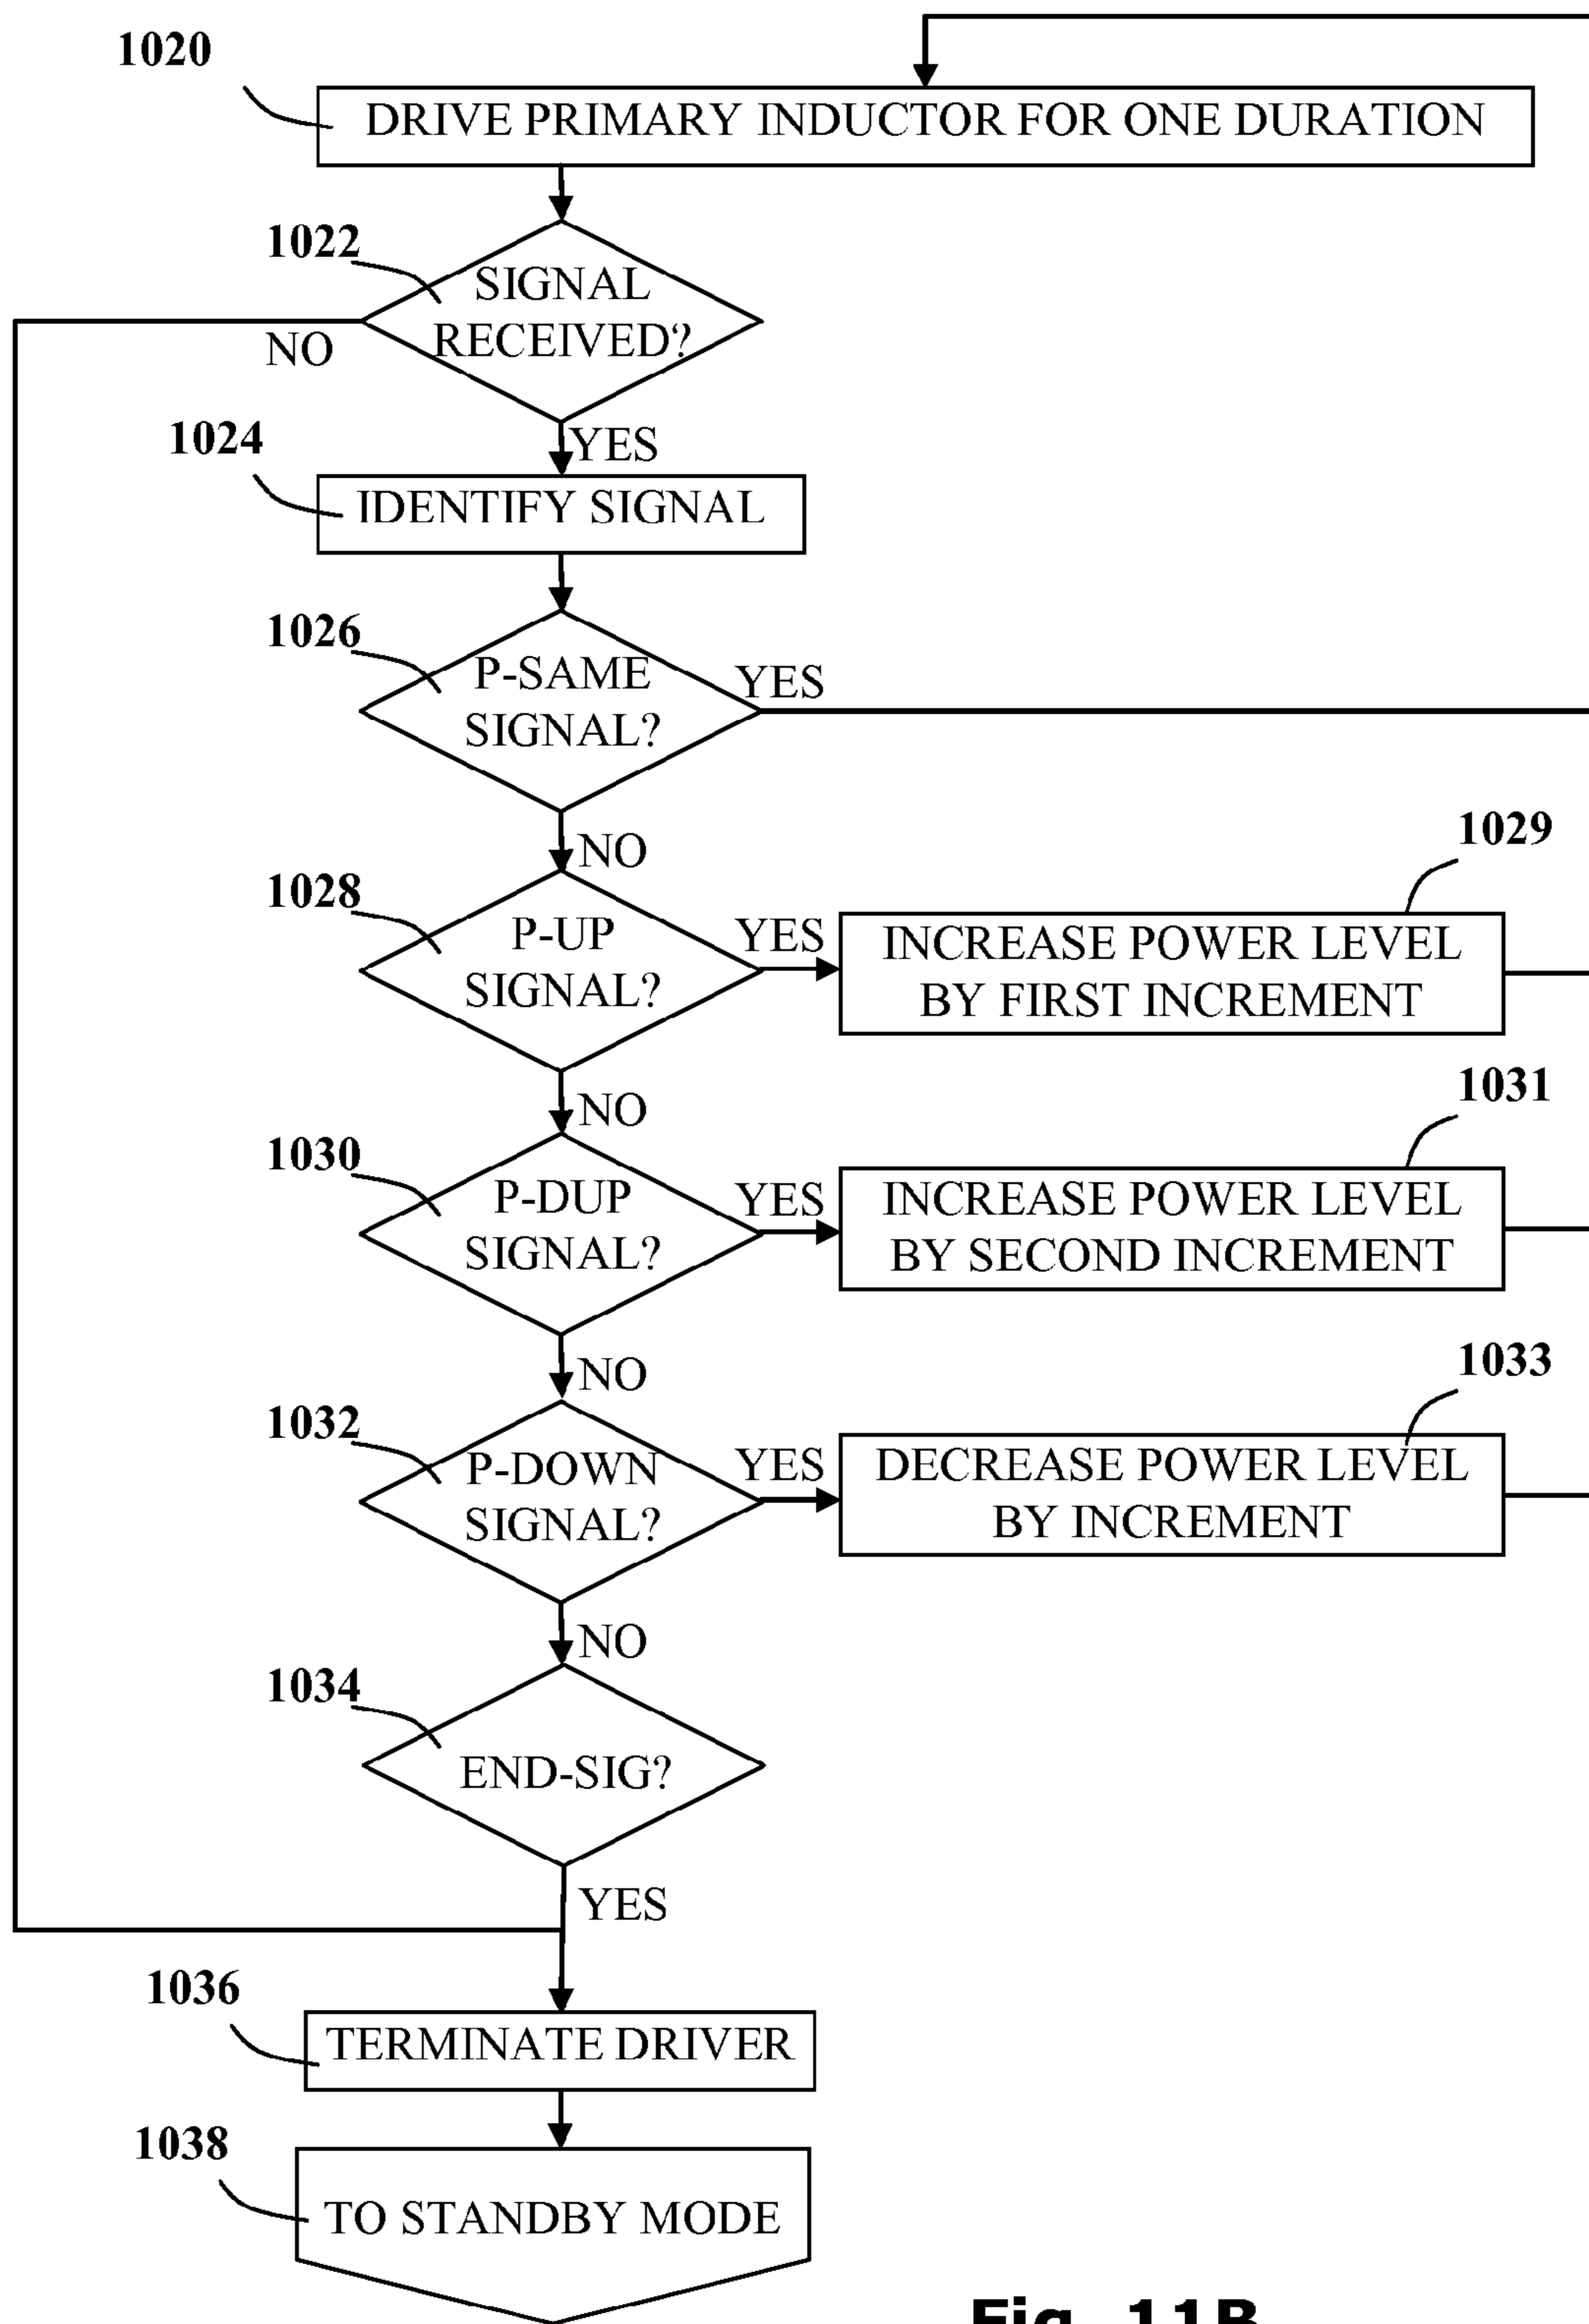 1020
DRIVE PRIMARY INDUCTOR FOR ONE DURATION
1022
SIGNAL
RECEIVED?
NO
YES
1024
IDENTIFY SIGNAL
1026
P-SAME
SIGNAL?
YES
NO
1028
P-UP
SIGNAL?
YES
1029
INCREASE POWER LEVEL
BY FIRST INCREMENT
NO
1030
P-DUP
SIGNAL?
YES
1031
INCREASE POWER LEVEL
BY SECOND INCREMENT
NO
1032
P-DOWN
SIGNAL?
YES
1033
DECREASE POWER LEVEL
BY INCREMENT
NO
1034
END-SIG?
YES
1036
TERMINATE DRIVER
1038
TO STANDBY MODE
Fig. 11B